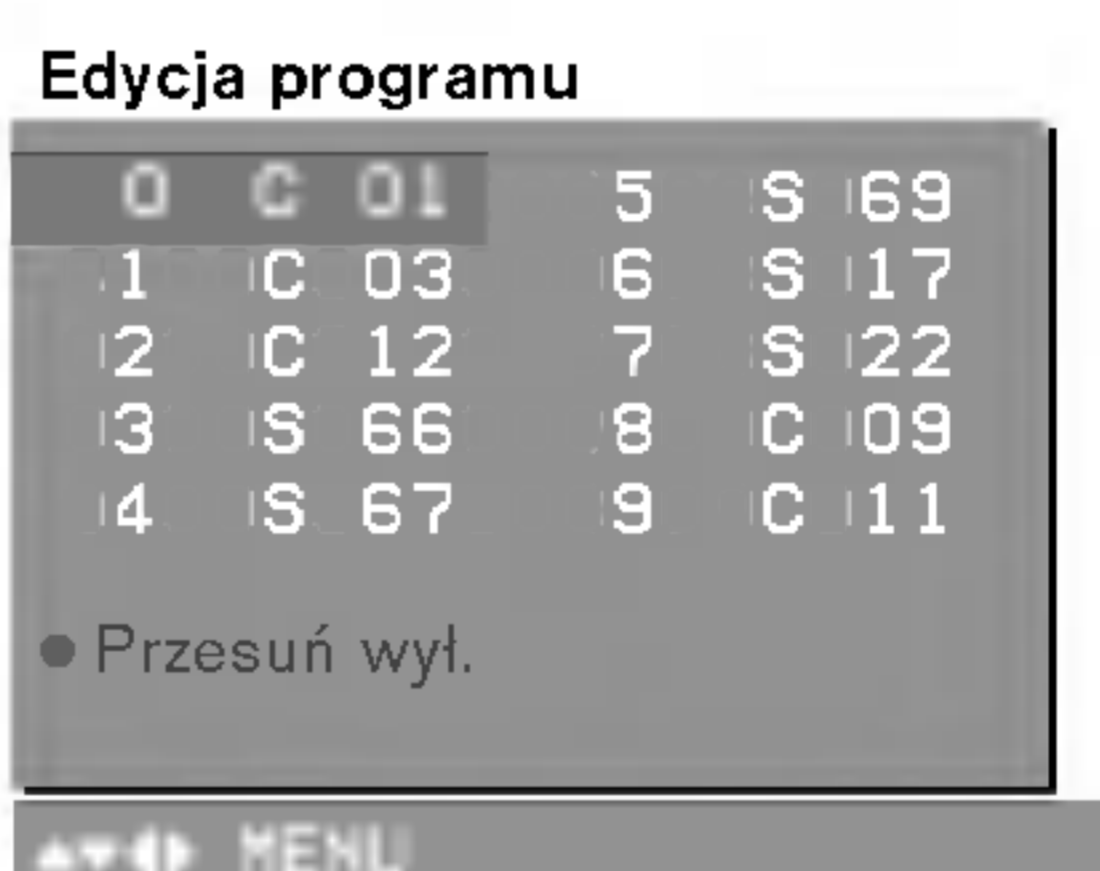 Edycja programu
0 C 01 5 S 69
1 C 03 6 S 17
2 C 12 7 S 22
3 S 66 8 C 09
4 S 67 9 C 11
● Przesuń wył.
▲▼◀▶ MENU